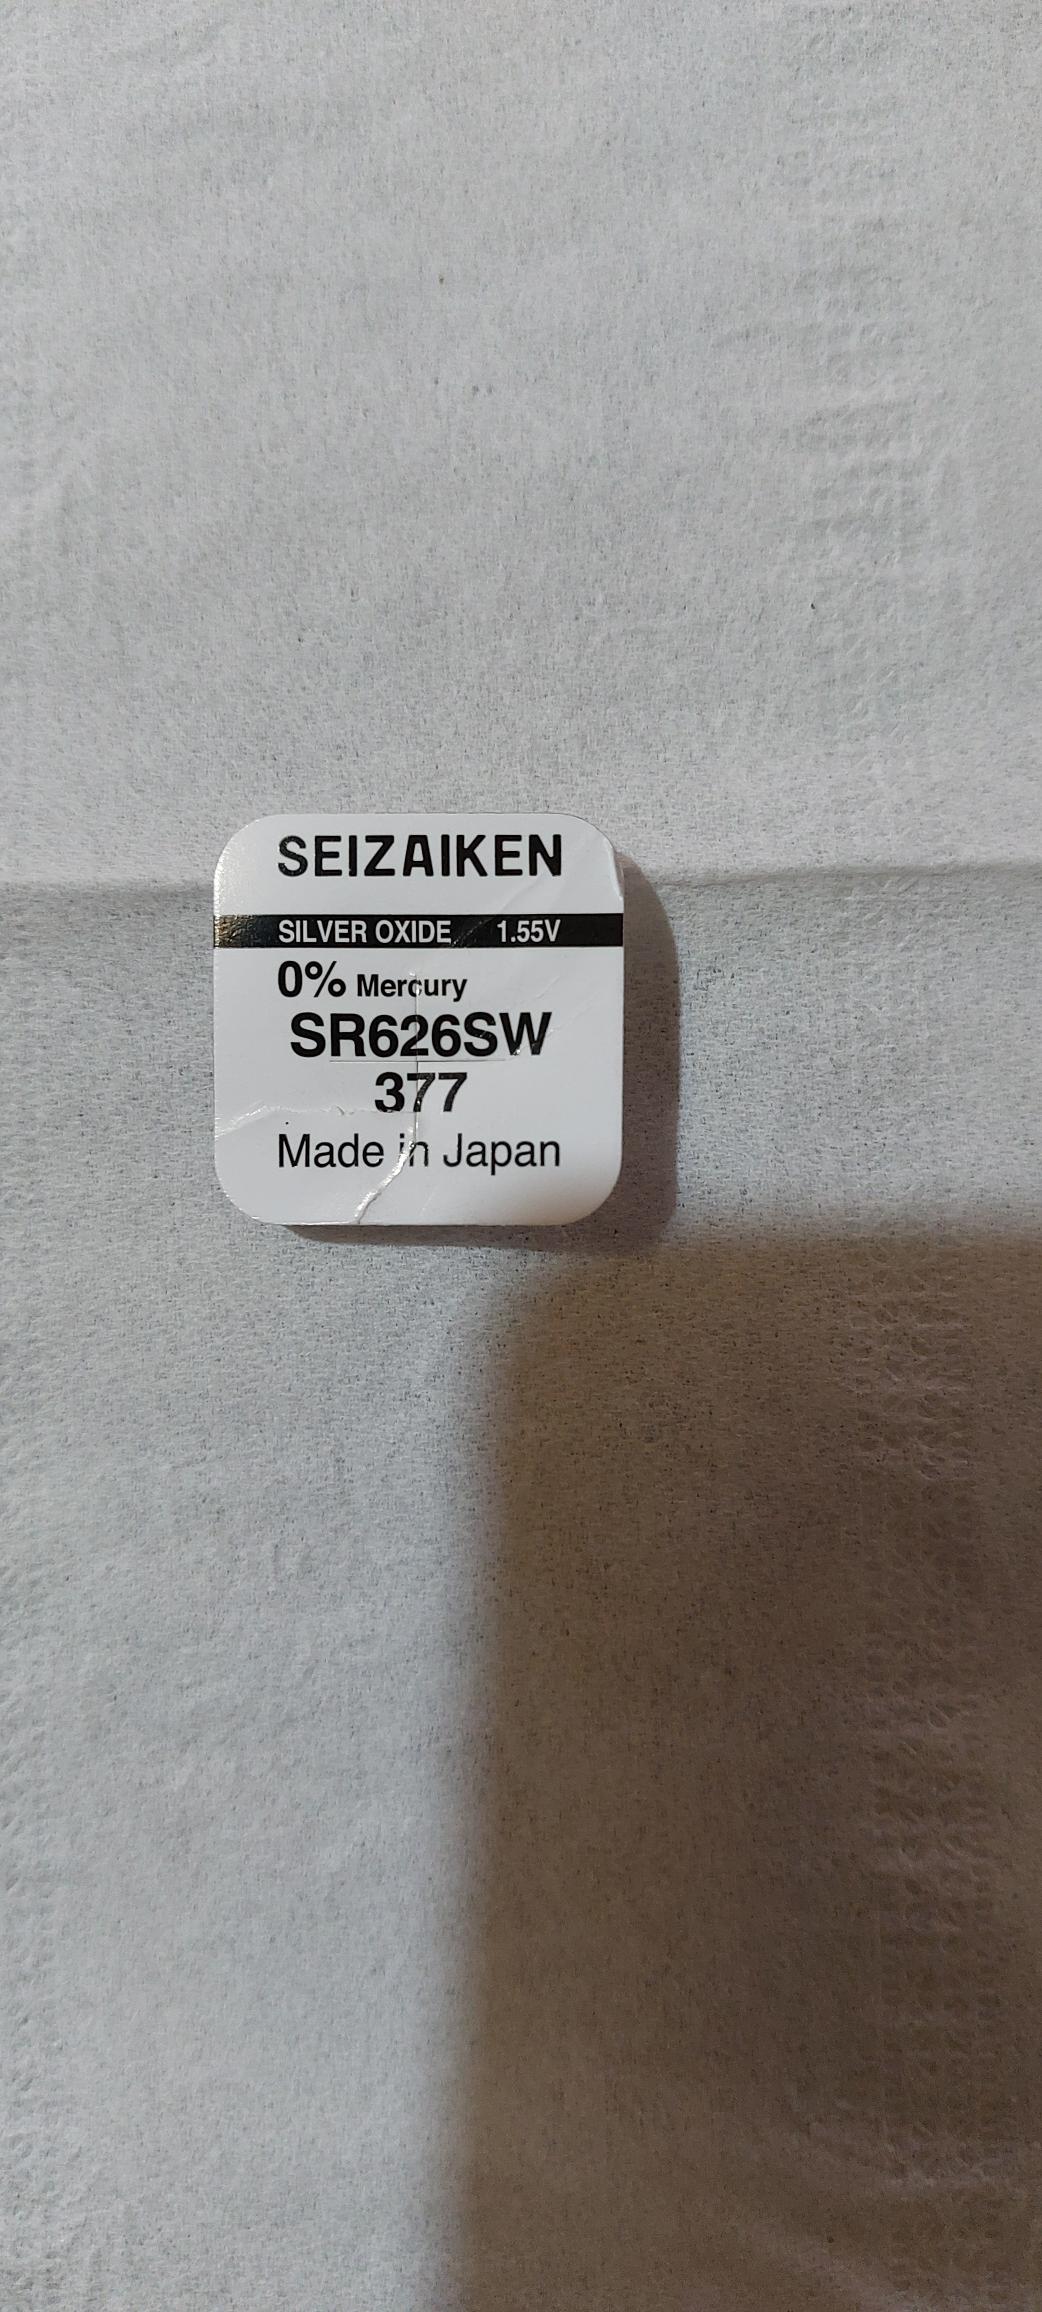 SEIZAIKEN
SILVER OXIDE 1.55V
0% Mercury
SR626SW
377
Made in Japan